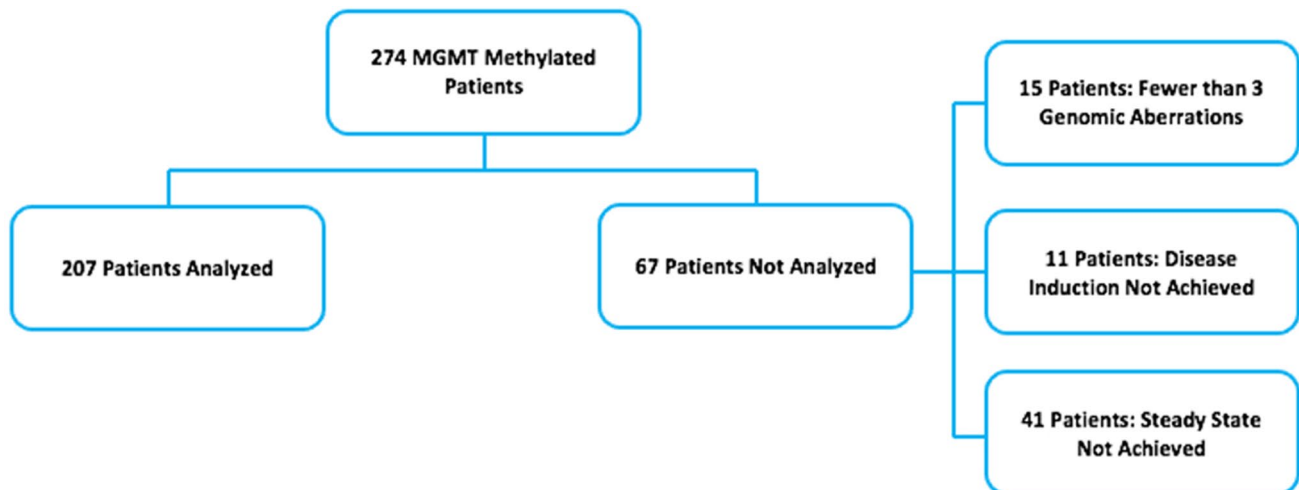 274 MGMT Methylated
Patients
207 Patients Analyzed
67 Patients Not Analyzed
15 Patients: Fewer than 3
Genomic Aberrations
11 Patients: Disease
Induction Not Achieved
41 Patients: Steady State
Not Achieved